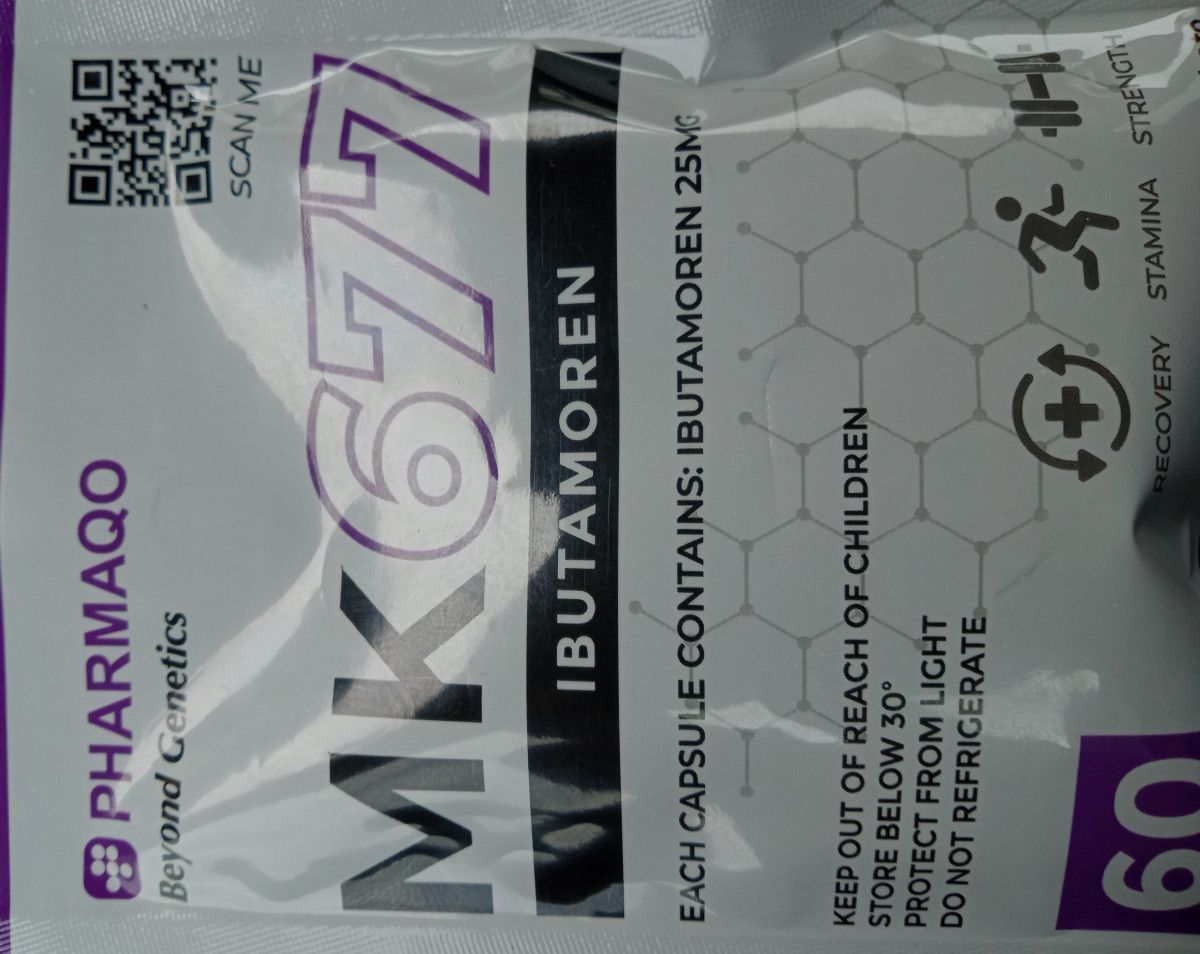 PHARMAQO
Beyond Genetics
SCAN ME
MK677
IBUTAMOREN
EACH CAPSULE CONTAINS: IBUTAMOREN 25MG
KEEP OUT OF REACH OF CHILDREN
STORE BELOW 30°
PROTECT FROM LIGHT
DO NOT REFRIGERATE
RECOVERY STAMINA STRENGTH
60